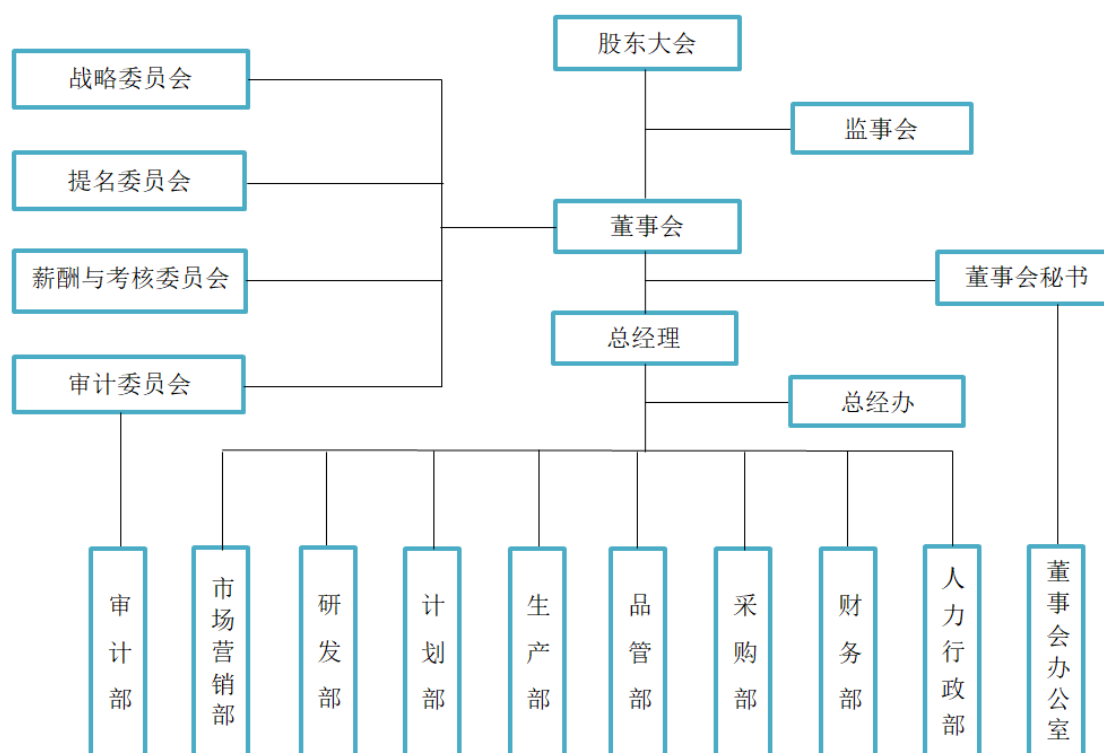 股东大会
战略委员会
监事会
提名委员会
董事会
薪酬与考核委员会
董事会秘书
总经理
审计委员会
总经办
审计部
市场营销部
研发部
计划部
生产部
品管部
采购部
财务部
人力行政部
董事会办公室